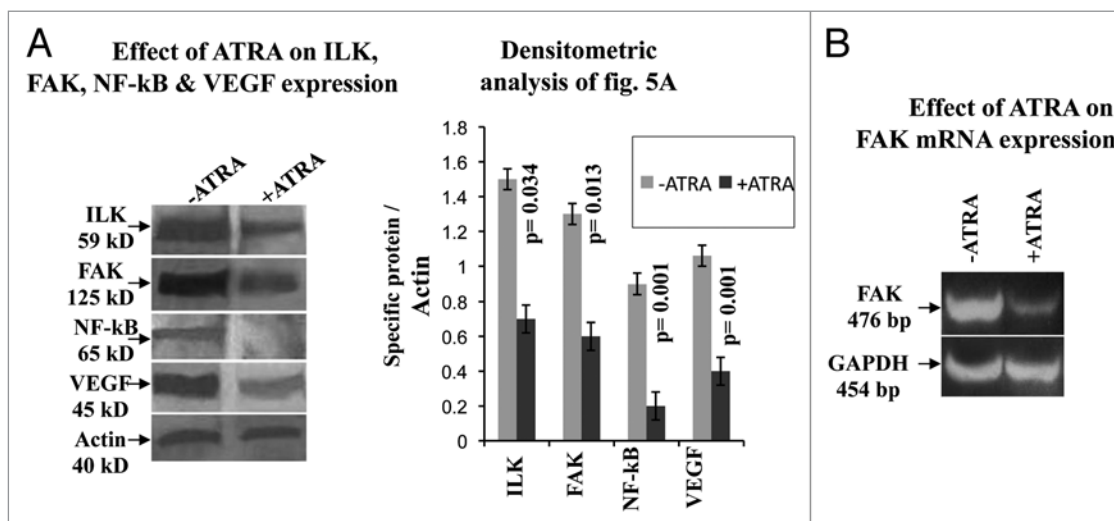 A
Effect of ATRA on ILK,
FAK, NF-kB & VEGF expression
-ATRA
+ATRA
ILK
59 kD
FAK
125 kD
NF-kB
65 kD
VEGF
45 kD
Actin
40 kD
Densitometric
analysis of fig. 5A
Specific protein /
Actin
1.8
1.6
1.4
1.2
1
0.8
0.6
0.4
0.2
0
-ATRA +ATRA
p= 0.034
p= 0.013
p= 0.001
p= 0.001
ILK
FAK
NF-kB
VEGF
B
Effect of ATRA on
FAK mRNA expression
-ATRA
+ATRA
FAK
476 bp
GAPDH
454 bp